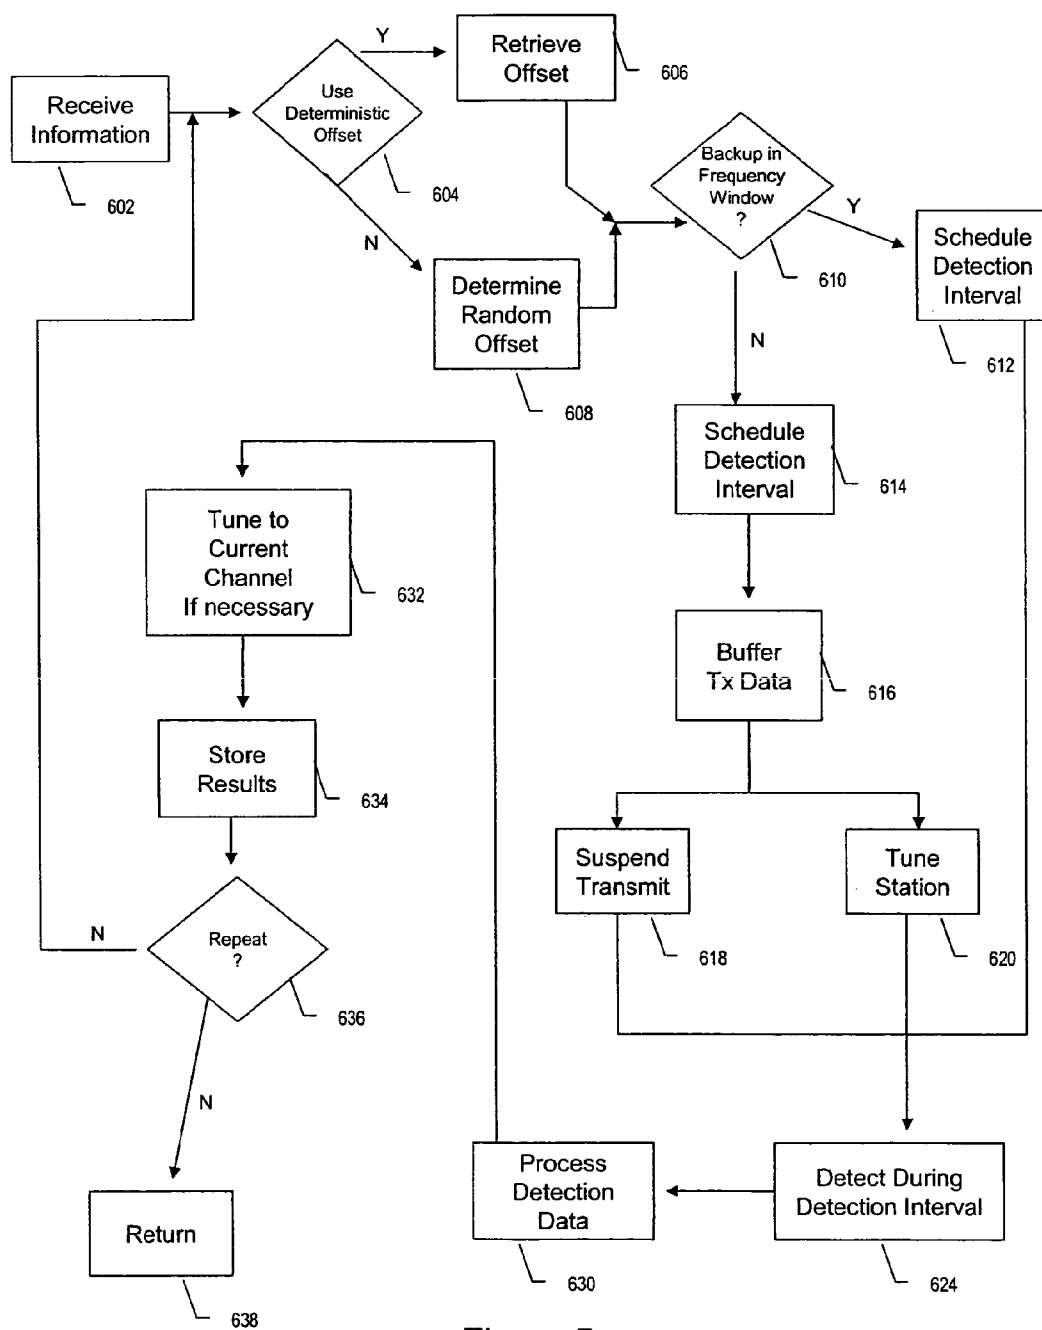 Y
Retrieve
Offset
606
Receive
Information
602
Use
Deterministic
Offset
604
N
Backup in
Frequency
Window
?
610
Y
Schedule
Detection
Interval
612
Determine
Random
Offset
608
N
Schedule
Detection
Interval
614
Tune to
Current
Channel
If necessary
632
Buffer
Tx Data
616
Store
Results
634
Suspend
Transmit
618
Tune
Station
620
N
Repeat
?
636
N
Process
Detection
Data
630
Detect During
Detection Interval
624
Return
638